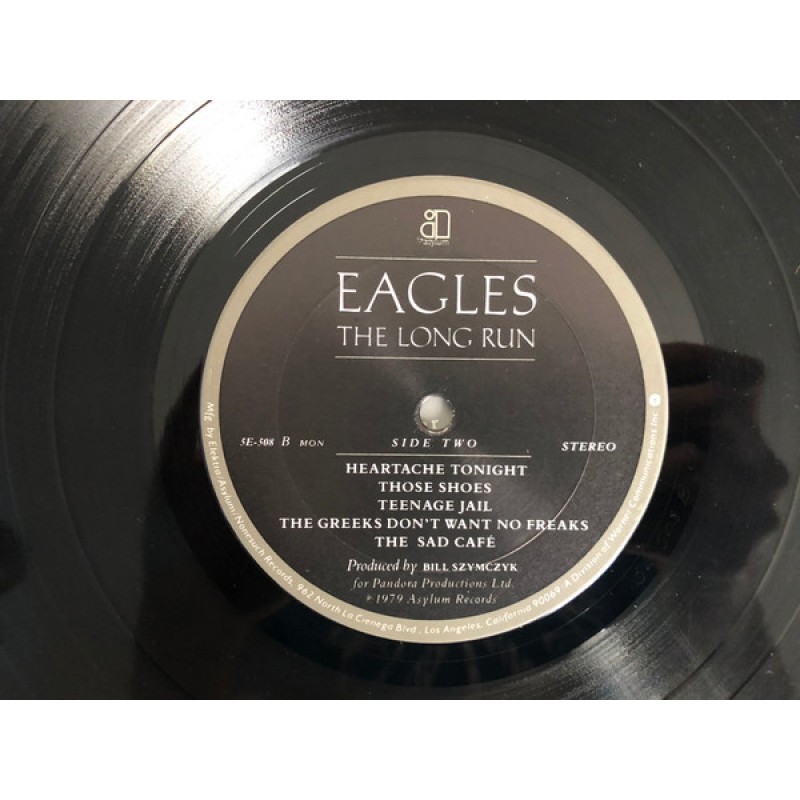 Asylum
EAGLES
THE LONG RUN
5E-508 B MON SIDE TWO STEREO
HEARTACHE TONIGHT
THOSE SHOES
TEENAGE JAIL
THE GREEKS DON'T WANT NO FREAKS
THE SAD CAFÉ
Produced by BILL SZYMCZYK
for Pandora Productions Ltd.
℗ 1979 Asylum Records
Mfg. by Elektra/Asylum/Nonesuch Records, 962 North La Cienega Blvd., Los Angeles, California 90069 A Division of Warner Communications Inc.